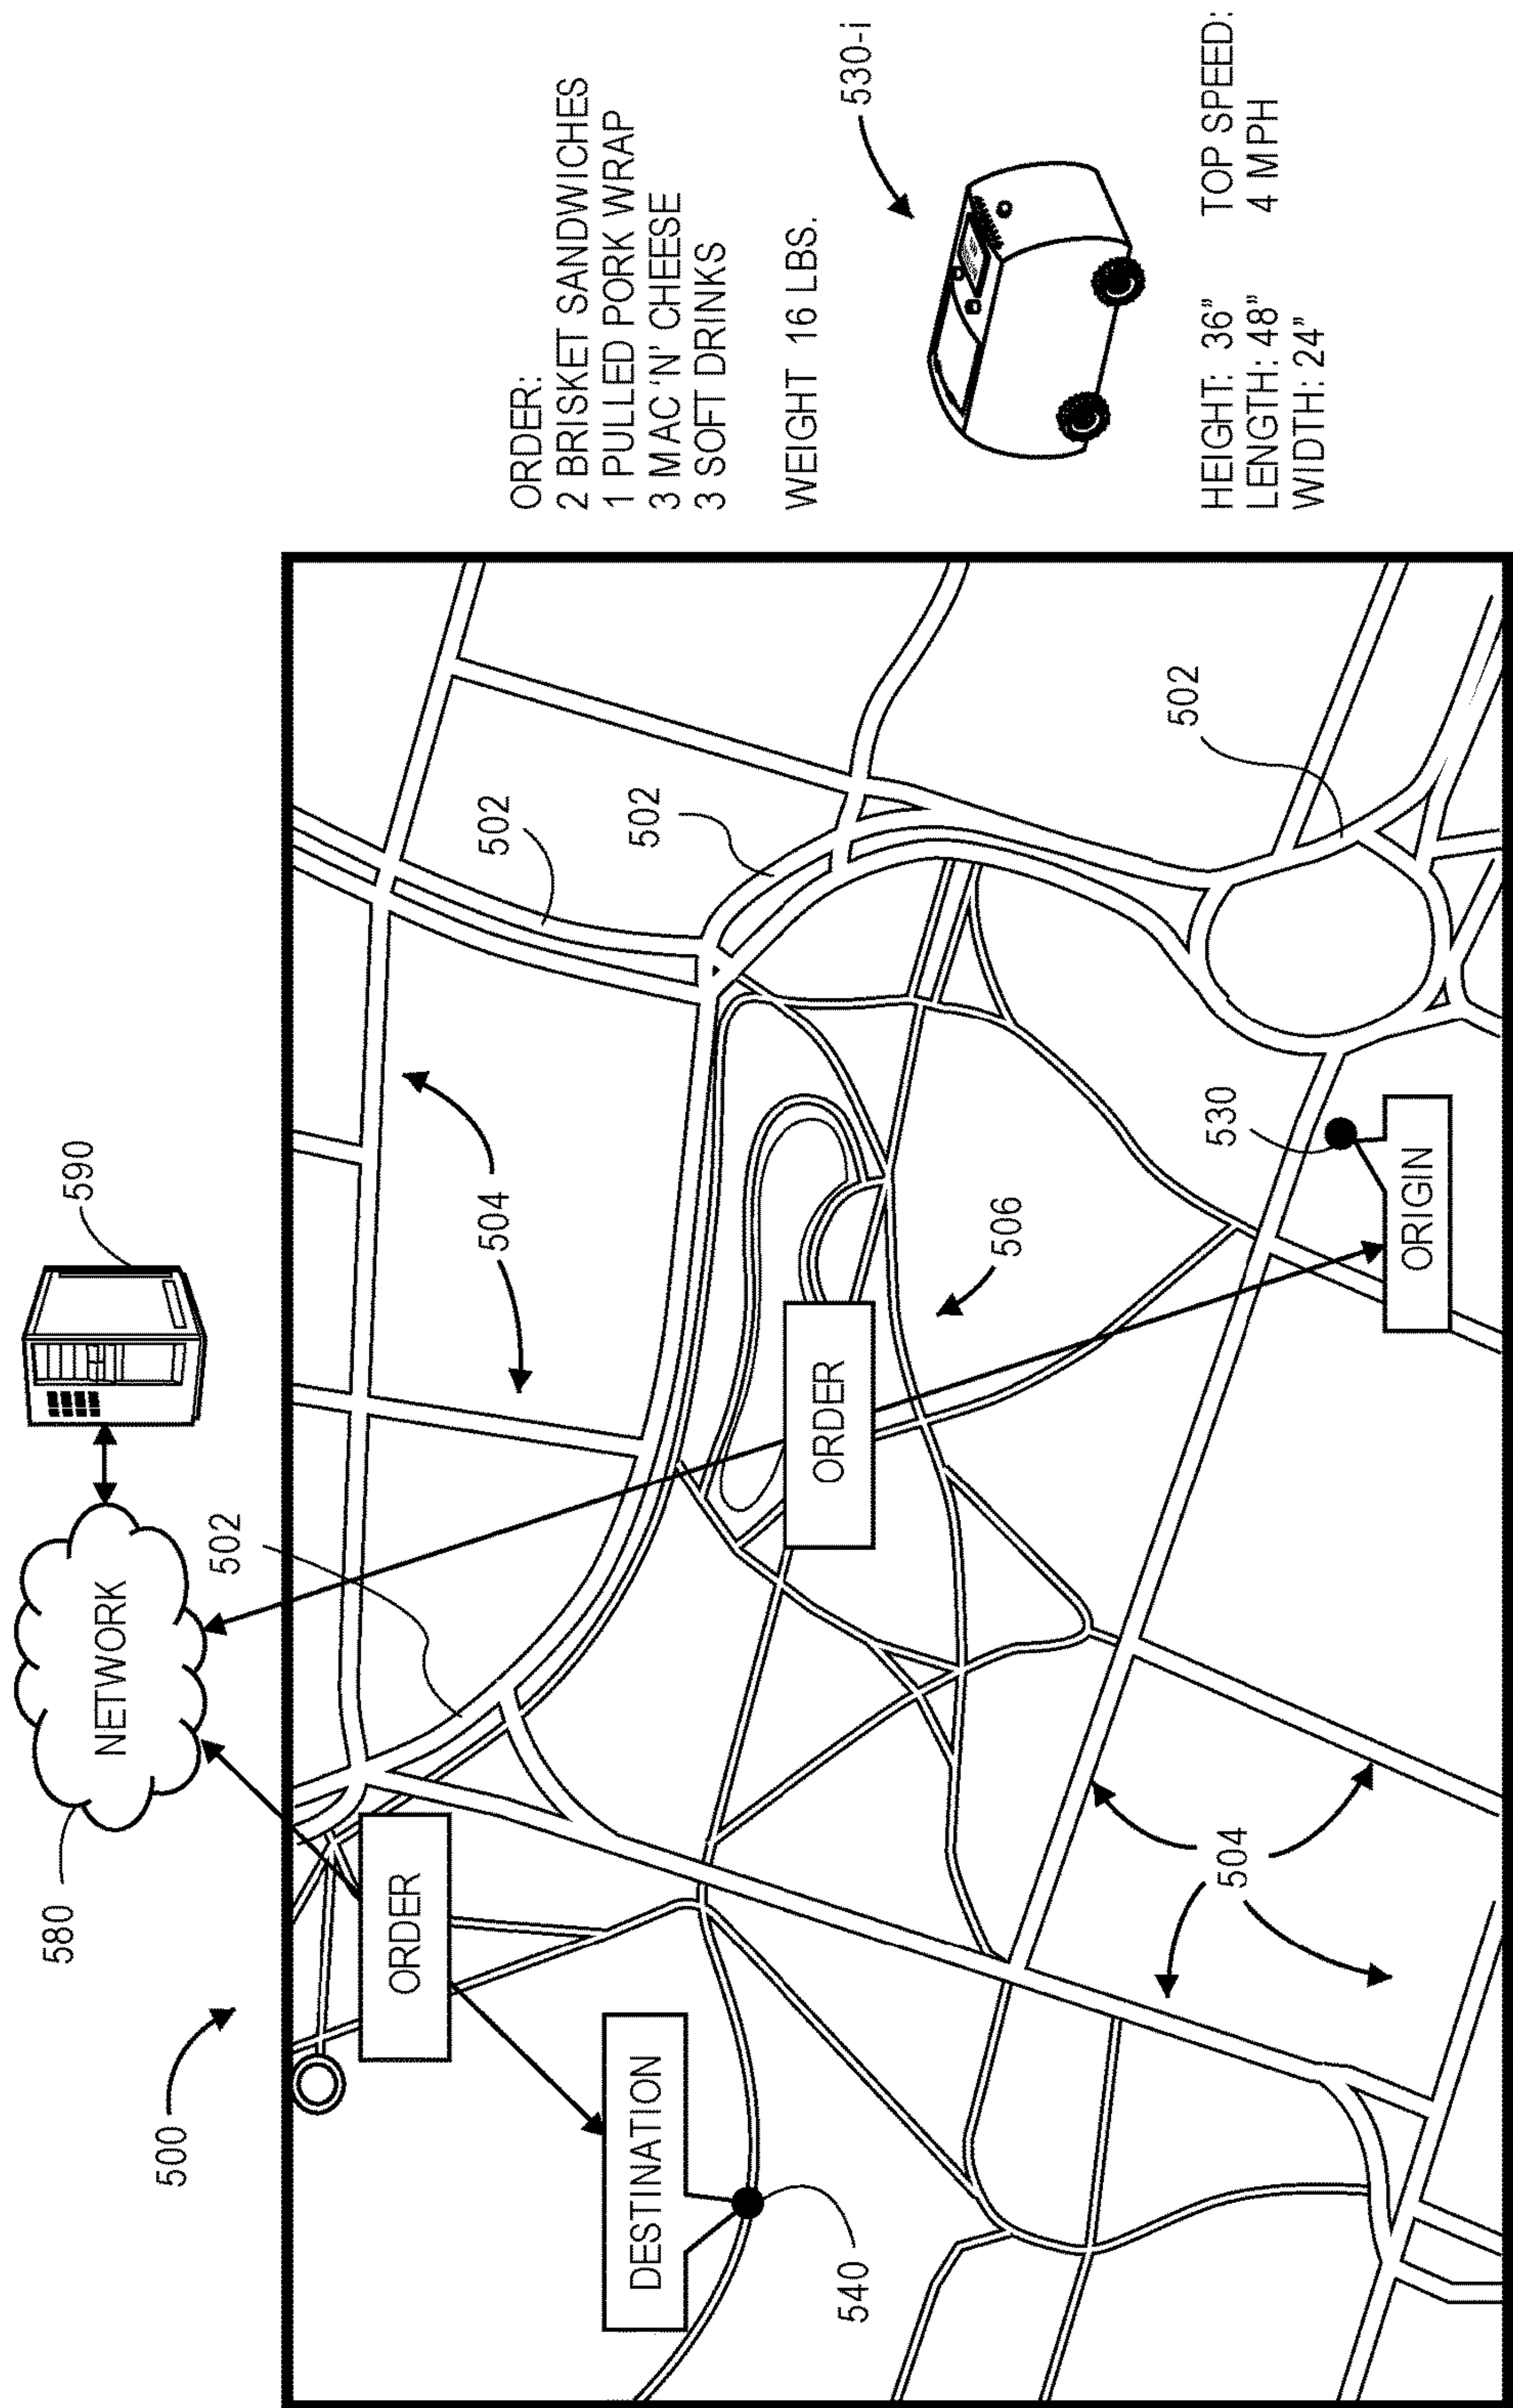 500
580
NETWORK
590
502
ORDER
504
502
502
DESTINATION
540
ORDER
506
504
530
ORIGIN
502
ORDER:
2 BRISKET SANDWICHES
1 PULLED PORK WRAP
3 MAC 'N' CHEESE
3 SOFT DRINKS
WEIGHT 16 LBS.
530-i
HEIGHT: 36"
LENGTH: 48"
WIDTH: 24"
TOP SPEED:
4 MPH